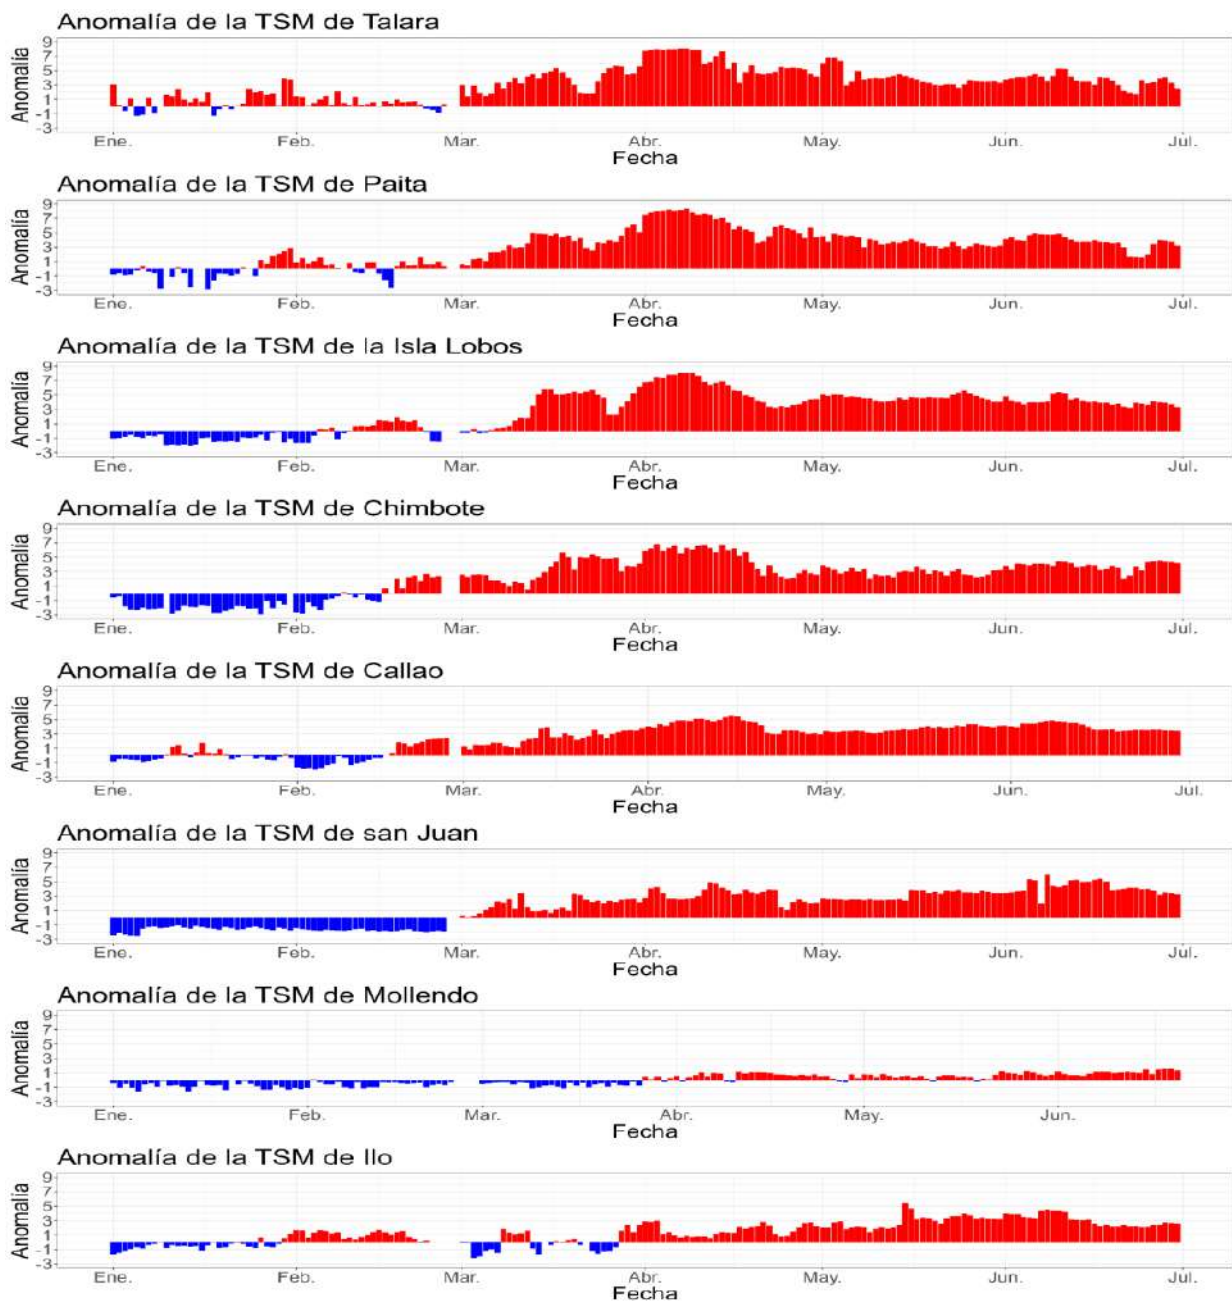 Anomalía de la TSM de Talara
Anomalía
9
7
5
3
1
-1
-3
Ene. Feb. Mar. Abr. May. Jun. Jul.
Fecha
Anomalía de la TSM de Paita
Anomalía
9
7
5
3
1
-1
-3
Ene. Feb. Mar. Abr. May. Jun. Jul.
Fecha
Anomalía de la TSM de la Isla Lobos
Anomalía
9
7
5
3
1
-1
-3
Ene. Feb. Mar. Abr. May. Jun. Jul.
Fecha
Anomalía de la TSM de Chimbote
Anomalía
9
7
5
3
1
-1
-3
Ene. Feb. Mar. Abr. May. Jun. Jul.
Fecha
Anomalía de la TSM de Callao
Anomalía
9
7
5
3
1
-1
-3
Ene. Feb. Mar. Abr. May. Jun. Jul.
Fecha
Anomalía de la TSM de san Juan
Anomalía
9
7
5
3
1
-1
-3
Ene. Feb. Mar. Abr. May. Jun. Jul.
Fecha
Anomalía de la TSM de Mollendo
Anomalía
9
7
5
3
1
-1
-3
Ene. Feb. Mar. Abr. May. Jun.
Fecha
Anomalía de la TSM de Ilo
Anomalía
9
7
5
3
1
-1
-3
Ene. Feb. Mar. Abr. May. Jun. Jul.
Fecha